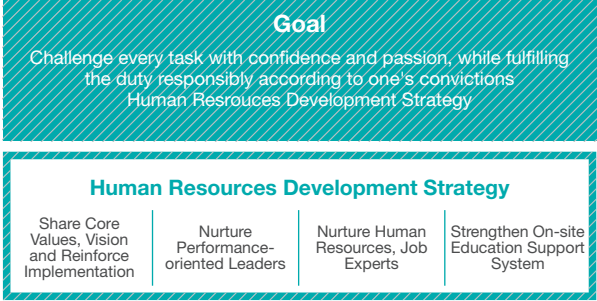 Goal
Challenge every task with confidence and passion, while fulfilling
the duty responsibly according to one's convictions
Human Resrouces Development Strategy
Human Resources Development Strategy
Share Core
Values, Vision
and Reinforce
Implementation
Nurture
Performance-
oriented Leaders
Nurture Human
Resources, Job
Experts
Strengthen On-site
Education Support
System